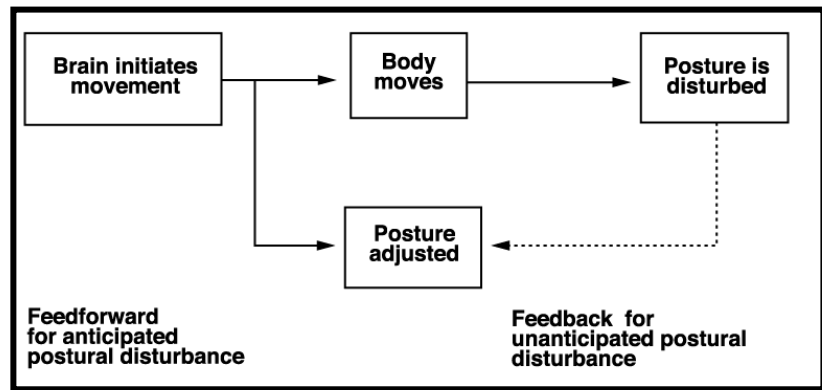 Brain initiates
movement
Body
moves
Posture is
disturbed
Posture
adjusted
Feedforward
for anticipated
postural disturbance
Feedback for
unanticipated postural
disturbance